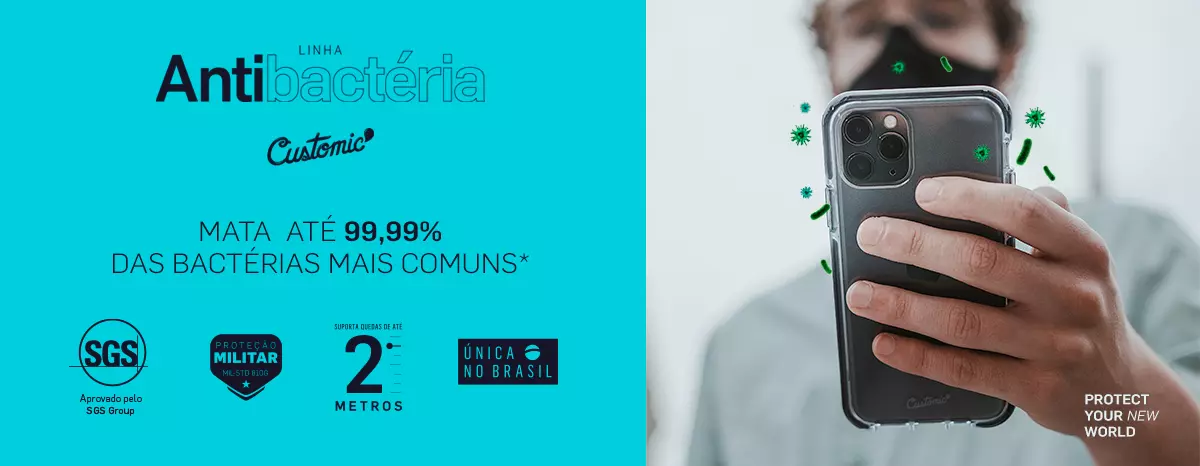 LINHA
Antibactéria
Customic
MATA ATÉ 99,99%
DAS BACTÉRIAS MAIS COMUNS*
SGS
Aprovado pelo
SGS Group
PROTEÇÃO
MILITAR
MIL-STD 810G
SUPORTA QUEDAS DE ATÉ
2
METROS
ÚNICA
NO BRASIL
Customic
PROTECT
YOUR NEW
WORLD